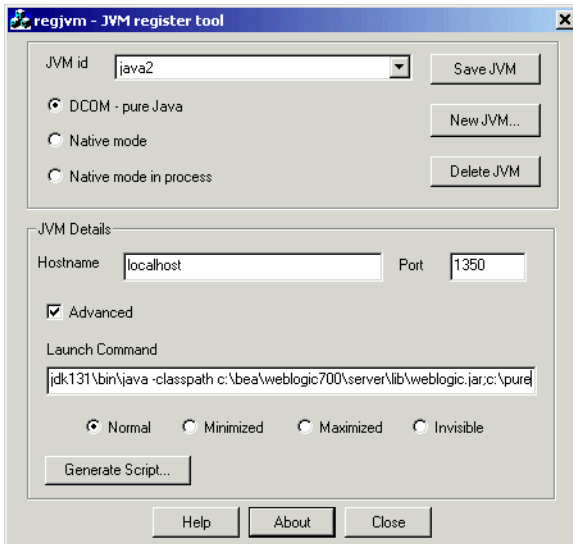 regjvm - JVM register tool
JVM id java2 Save JVM
DCOM - pure Java
New JVM...
Native mode
Native mode in process Delete JVM
JVM Details
Hostname localhost Port 1350
Advanced
Launch Command
jdk131\bin\java -classpath c:\bea\weblogic700\server\lib\weblogic.jar;c:\pure
Normal Minimized Maximized Invisible
Generate Script...
Help About Close